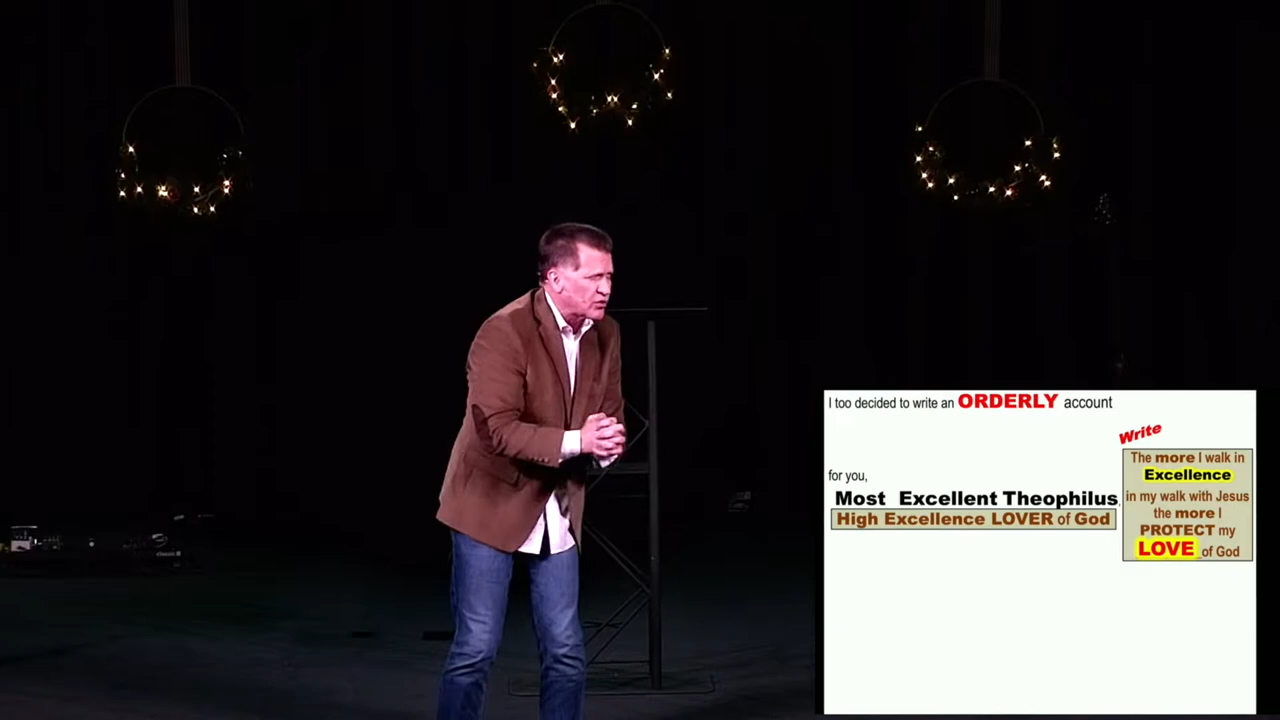 I too decided to write an ORDERLY account
Write
for you,
Most Excellent Theophilus,
High Excellence LOVER of God
The more I walk in
Excellence
in my walk with Jesus
the more I
PROTECT my
LOVE of God